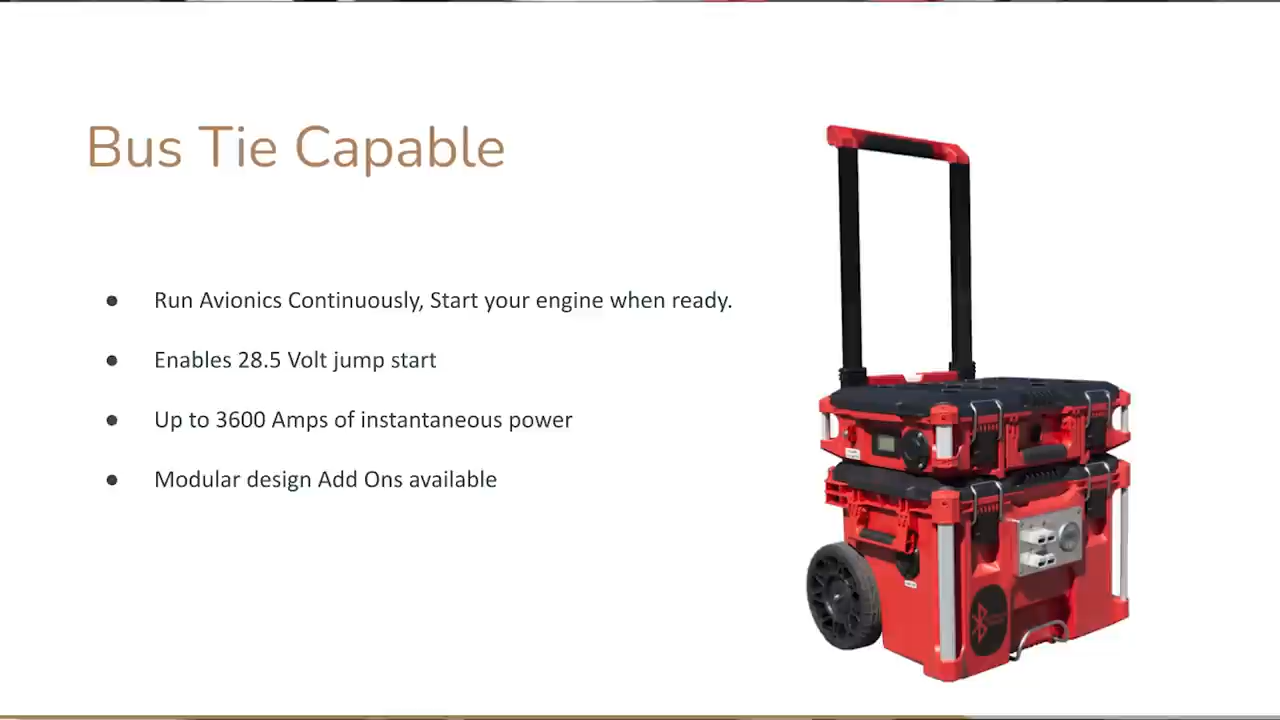 Bus Tie Capable
● Run Avionics Continuously, Start your engine when ready.
● Enables 28.5 Volt jump start
● Up to 3600 Amps of instantaneous power
● Modular design Add Ons available